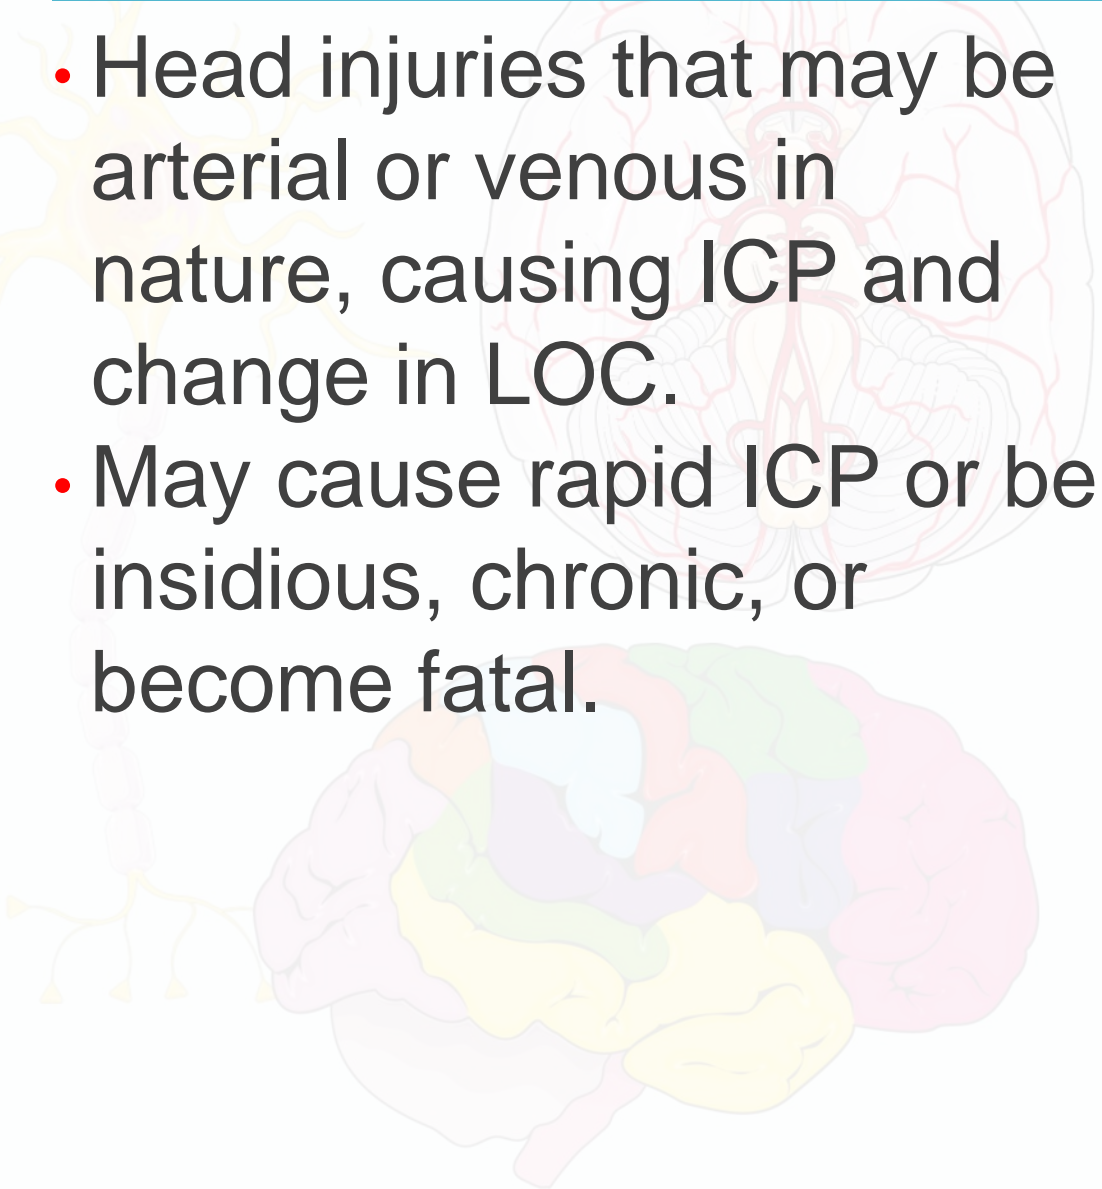 • Head injuries that may be
arterial or venous in
nature, causing ICP and
change in LOC.
• May cause rapid ICP or be
insidious, chronic, or
become fatal.